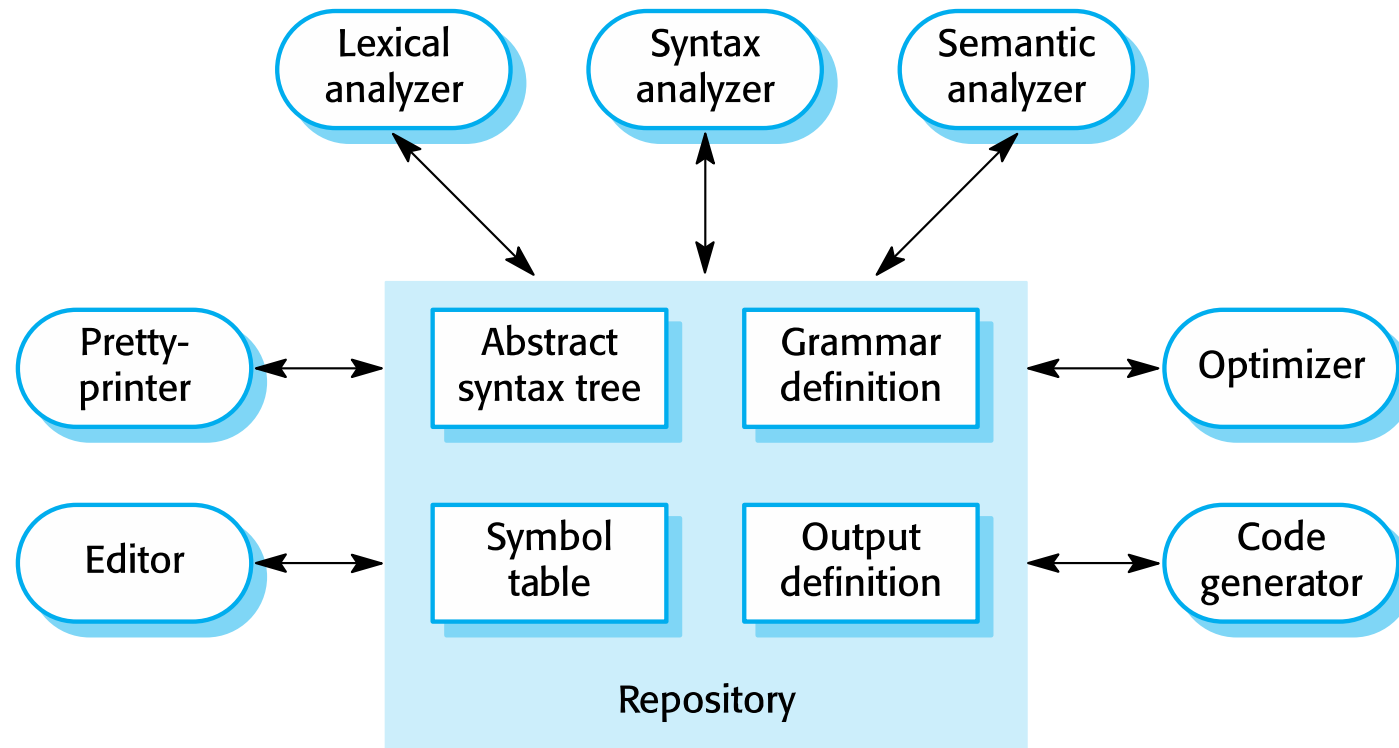 Lexical
analyzer
Syntax
analyzer
Semantic
analyzer
Pretty-
printer
Abstract
syntax tree
Grammar
definition
Optimizer
Editor
Symbol
table
Output
definition
Code
generator
Repository